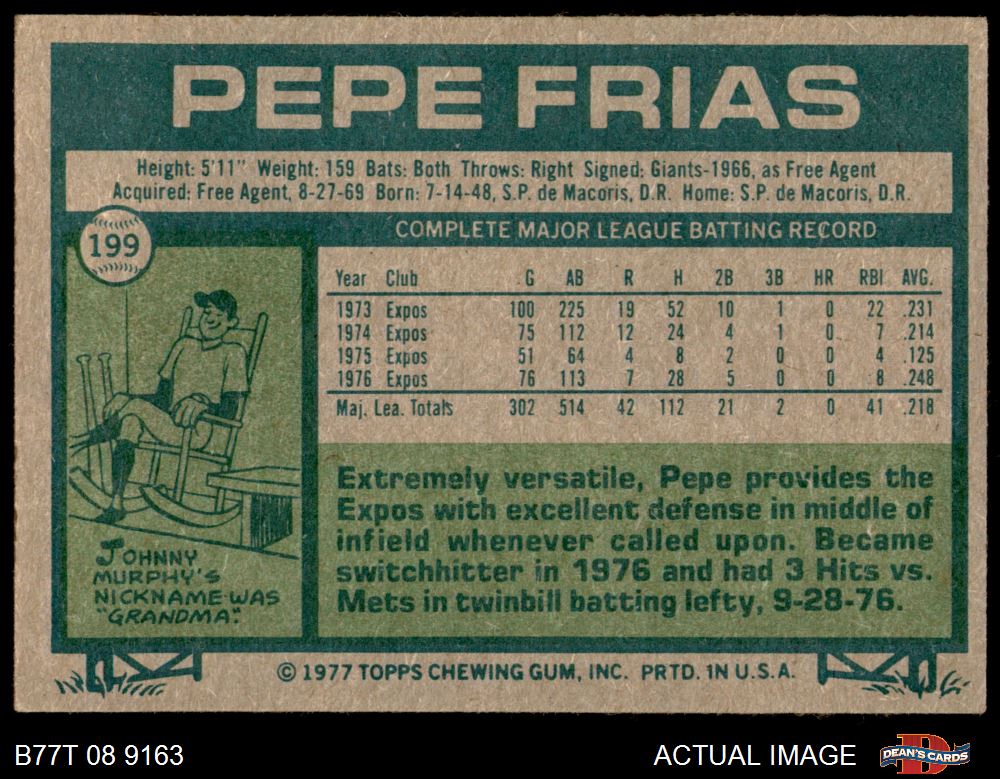 PEPE FRIAS
Height: 5'11" Weight: 159 Bats: Both Throws: Right Signed: Giants-1966, as Free Agent
Acquired: Free Agent, 8-27-69 Born: 7-14-48, S.P. de Macoris, D.R. Home: S.P. de Macoris, D.R.
199
COMPLETE MAJOR LEAGUE BATTING RECORD
Year Club G AB R H 2B 3B HR RBI AVG.
1973 Expos 100 225 19 52 10 1 0 22 .231
1974 Expos 75 112 12 24 4 1 0 7 .214
1975 Expos 51 64 4 8 2 0 0 4 .125
1976 Expos 76 113 7 28 5 0 0 8 .248
Maj. Lea. Totals 302 514 42 112 21 2 0 41 .218
JOHNNY
MURPHY'S
NICKNAME WAS
"GRANDMA."
Extremely versatile, Pepe provides the
Expos with excellent defense in middle of
infield whenever called upon. Became
switchhitter in 1976 and had 3 Hits vs.
Mets in twinbill batting lefty, 9-28-76.
© 1977 TOPPS CHEWING GUM, INC. PRTD. IN U.S.A.
B77T 08 9163
ACTUAL IMAGE
D
DEAN'S CARDS